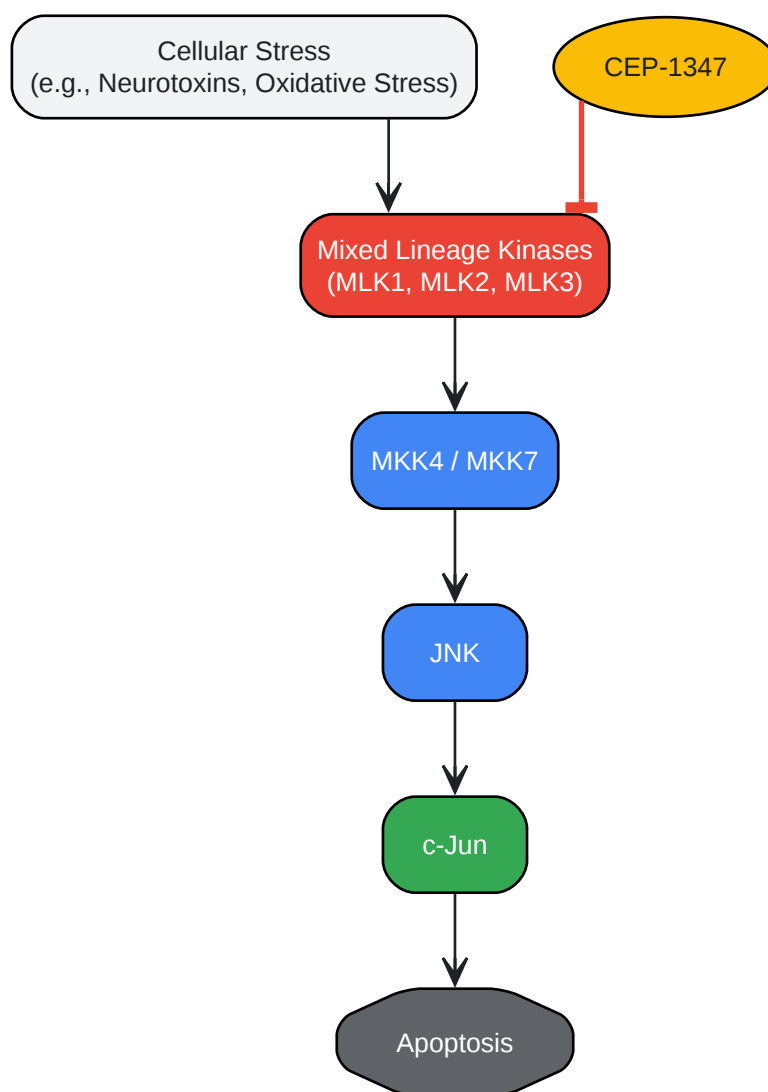 Cellular Stress
(e.g., Neurotoxins, Oxidative Stress)
CEP-1347
Mixed Lineage Kinases
(MLK1, MLK2, MLK3)
MKK4 / MKK7
JNK
c-Jun
Apoptosis